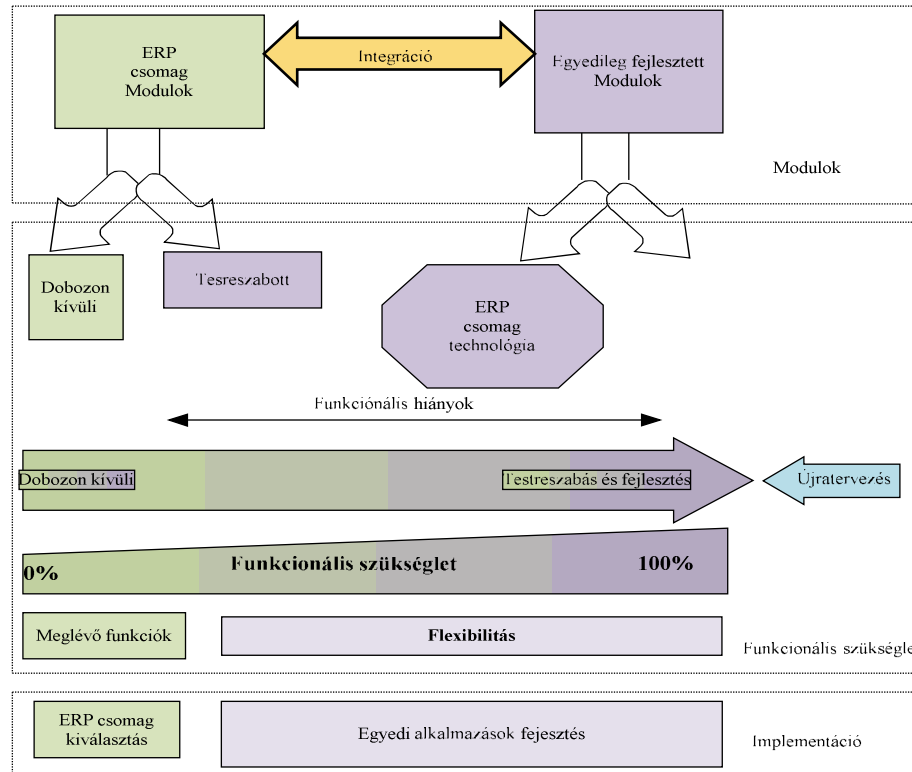 ERP
csomag
Modulok
Integráció
Egyedileg fejlesztett
Modulok
Modulok
Dobozon
kívüli
Tesreszabott
ERP
csomag
technológia
Funkciónális hiányok
Dobozon kívüli
Testreszabás és fejlesztés
Újratervezés
0%
Funkcionális szükséglet
100%
Meglévő funkciók
Flexibilitás
Funkcionális szükségle
ERP csomag
kiválasztás
Egyedi alkalmazások fejesztés
Implementáció